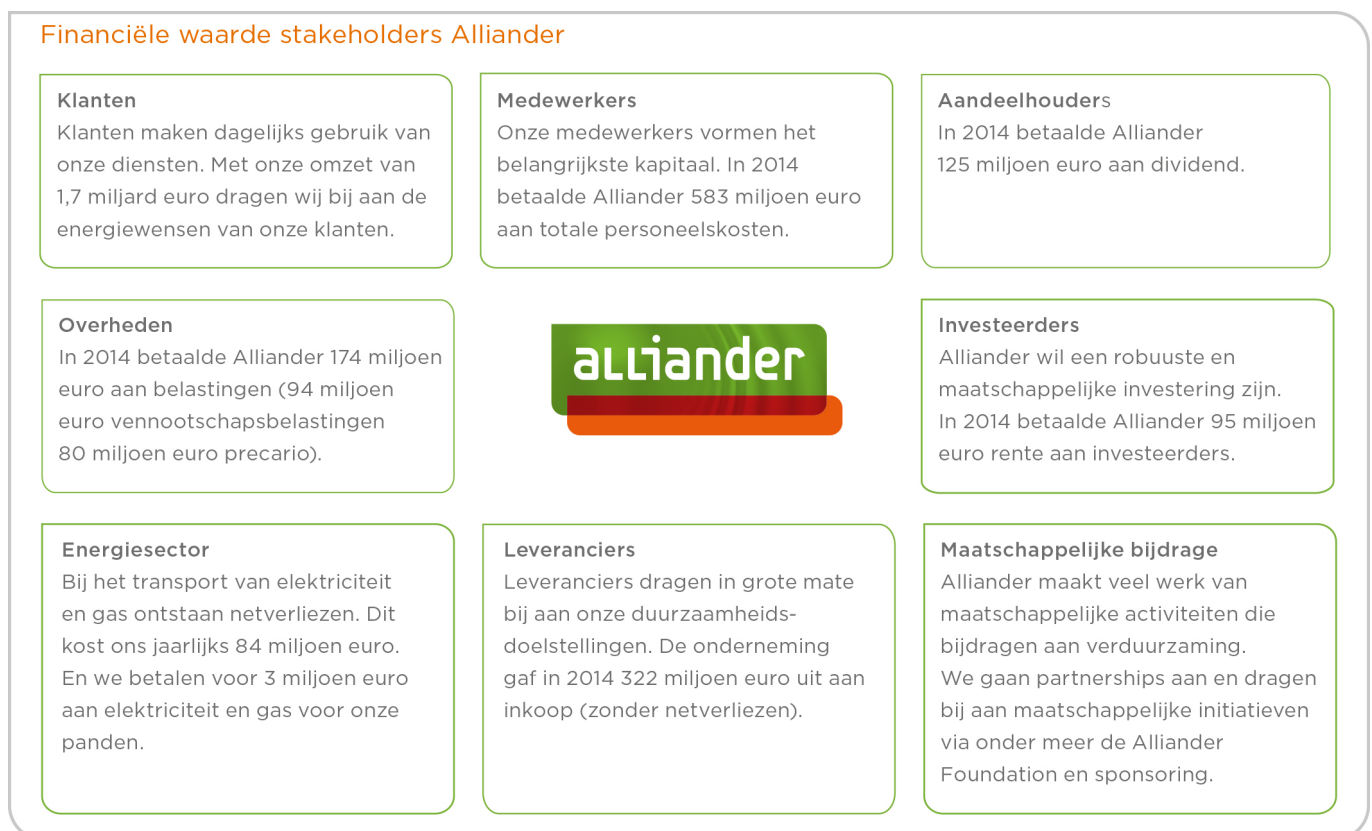 Financiële waarde stakeholders Alliander
Klanten
Klanten maken dagelijks gebruik van
onze diensten. Met onze omzet van
1,7 miljard euro dragen wij bij aan de
energiewensen van onze klanten.
Medewerkers
Onze medewerkers vormen het
belangrijkste kapitaal. In 2014
betaalde Alliander 583 miljoen euro
aan totale personeelskosten.
Aandeelhouders
In 2014 betaalde Alliander
125 miljoen euro aan dividend.
Overheden
In 2014 betaalde Alliander 174 miljoen
euro aan belastingen (94 miljoen
euro vennootschapsbelastingen
80 miljoen euro precario).
alliander
Investeerders
Alliander wil een robuuste en
maatschappelijke investering zijn.
In 2014 betaalde Alliander 95 miljoen
euro rente aan investeerders.
Energiesector
Bij het transport van elektriciteit
en gas ontstaan netverliezen. Dit
kost ons jaarlijks 84 miljoen euro.
En we betalen voor 3 miljoen euro
aan elektriciteit en gas voor onze
panden.
Leveranciers
Leveranciers dragen in grote mate
bij aan onze duurzaamheids-
doelstellingen. De onderneming
gaf in 2014 322 miljoen euro uit aan
inkoop (zonder netverliezen).
Maatschappelijke bijdrage
Alliander maakt veel werk van
maatschappelijke activiteiten die
bijdragen aan verduurzaming.
We gaan partnerships aan en dragen
bij aan maatschappelijke initiatieven
via onder meer de Alliander
Foundation en sponsoring.